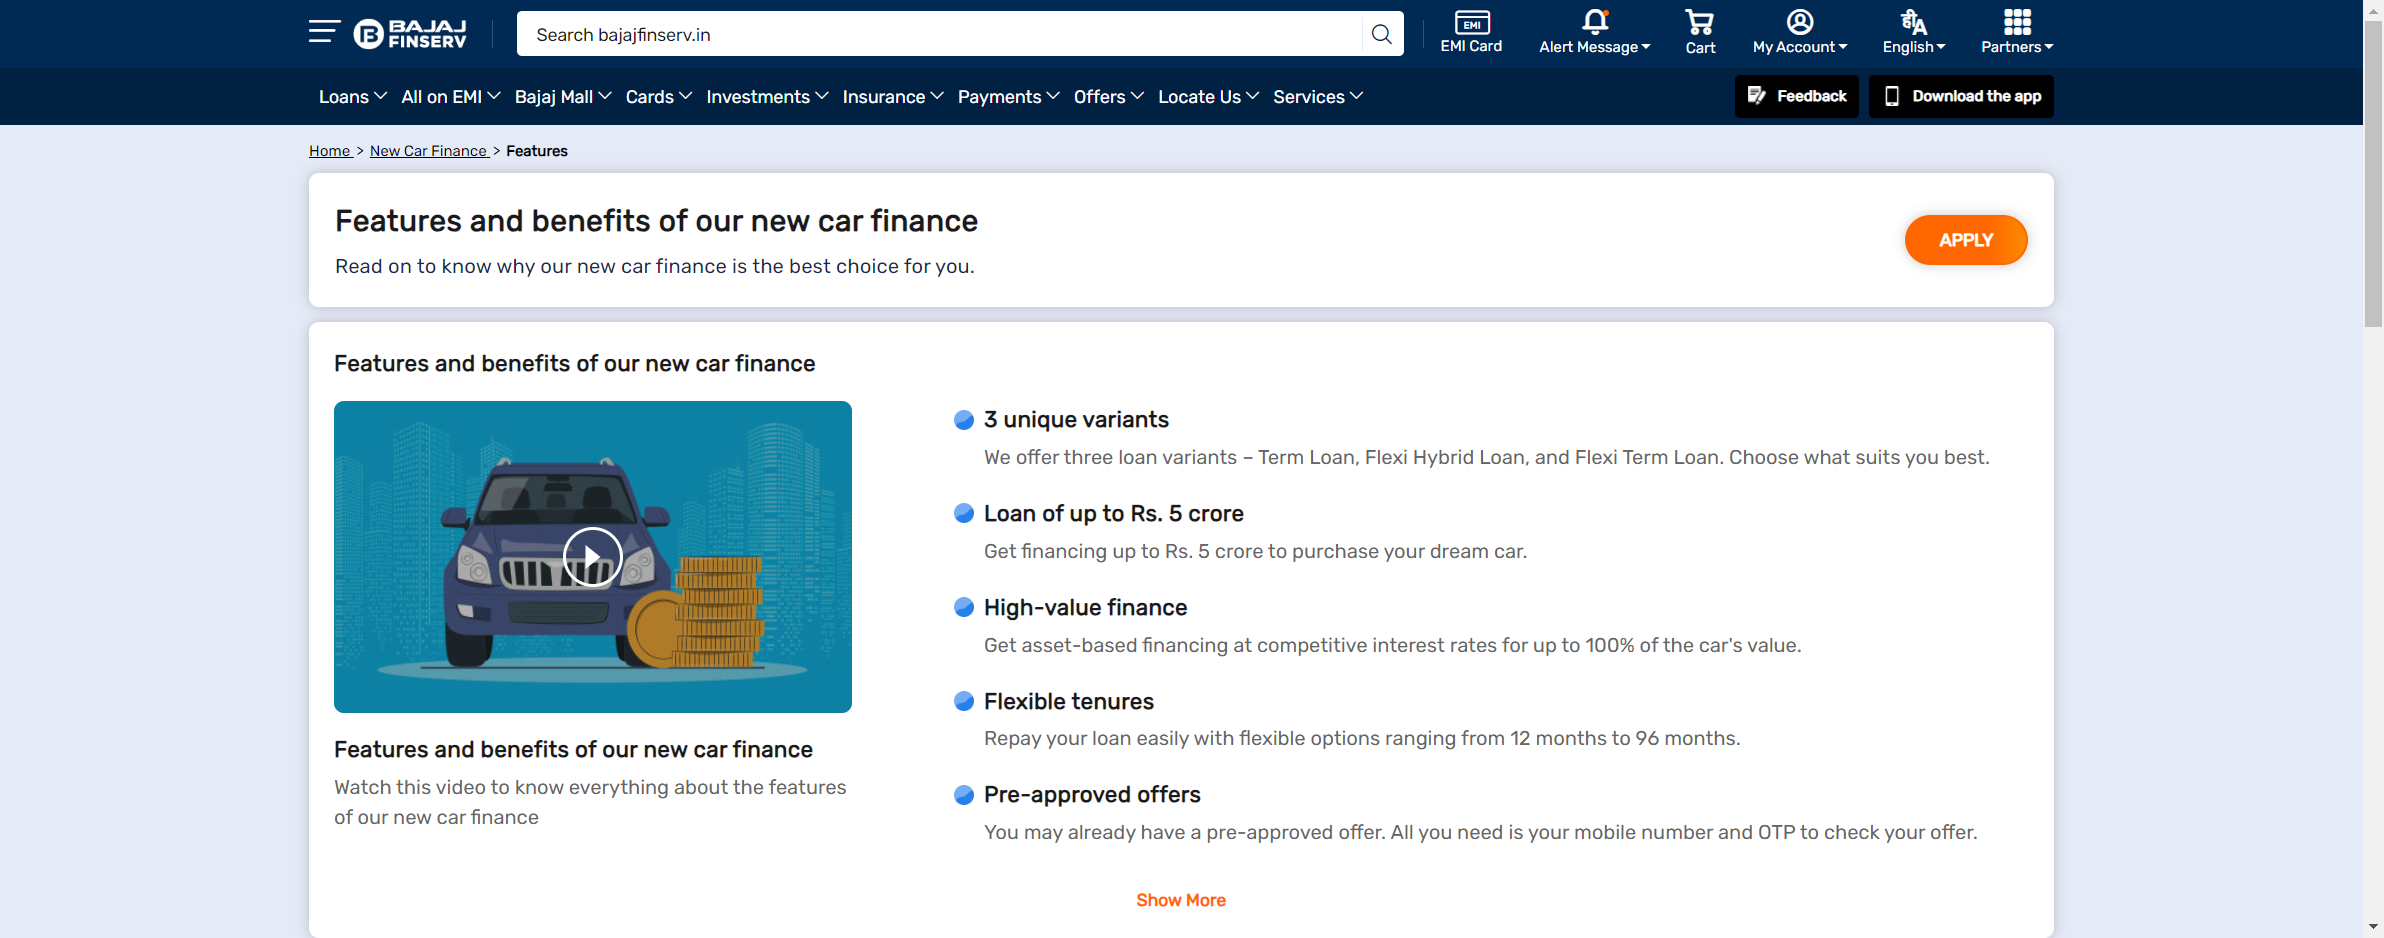 BAJAJ
FINSERV
Search bajajfinserv.in
EMI
EMI Card
Alert Message
Cart
My Account
हीA
English
Partners
Loans All on EMI Bajaj Mall Cards Investments Insurance Payments Offers Locate Us Services
Feedback
Download the app
Home > New Car Finance > Features
Features and benefits of our new car finance
Read on to know why our new car finance is the best choice for you.
APPLY
Features and benefits of our new car finance
Features and benefits of our new car finance
Watch this video to know everything about the features
of our new car finance
3 unique variants
We offer three loan variants – Term Loan, Flexi Hybrid Loan, and Flexi Term Loan. Choose what suits you best.
Loan of up to Rs. 5 crore
Get financing up to Rs. 5 crore to purchase your dream car.
High-value finance
Get asset-based financing at competitive interest rates for up to 100% of the car's value.
Flexible tenures
Repay your loan easily with flexible options ranging from 12 months to 96 months.
Pre-approved offers
You may already have a pre-approved offer. All you need is your mobile number and OTP to check your offer.
Show More